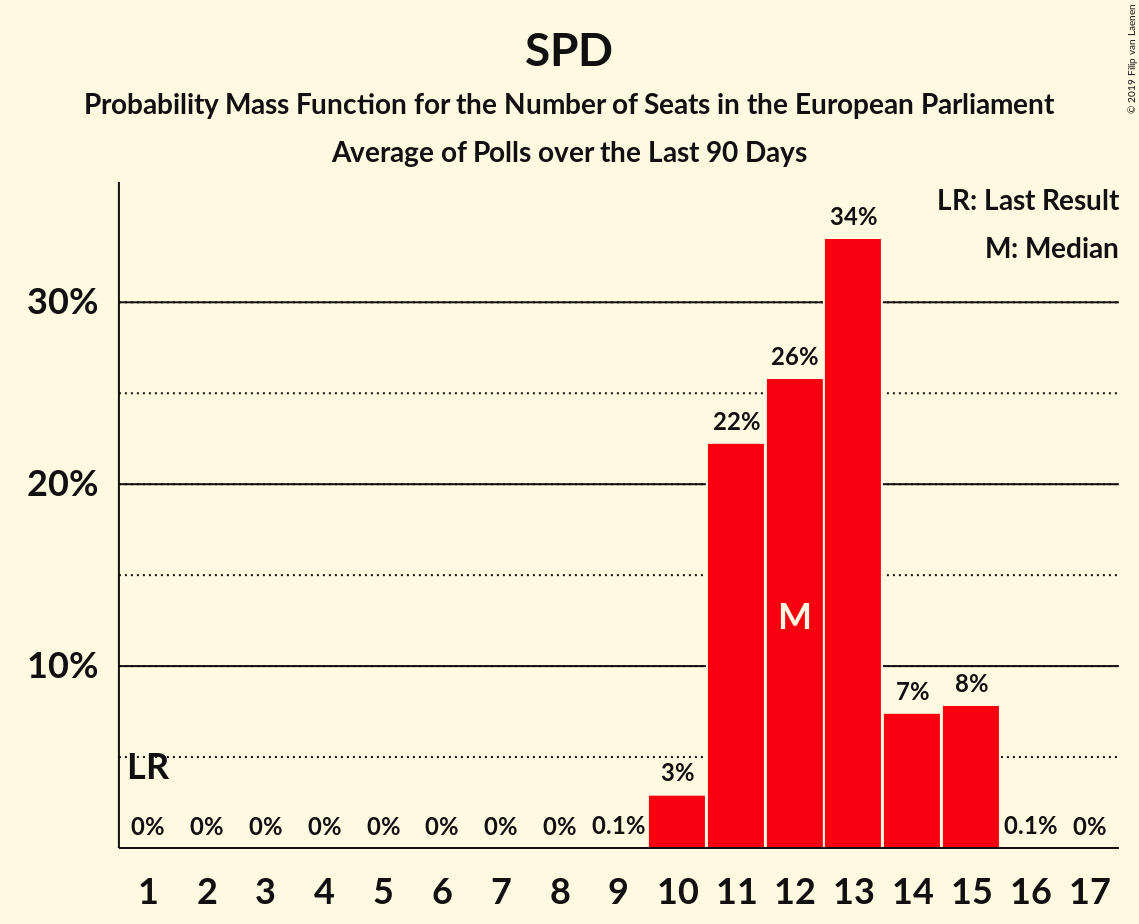 SPD
Probability Mass Function for the Number of Seats in the European Parliament
Average of Polls over the Last 90 Days
© 2019 Filip van Laenen
LR: Last Result
M: Median
34%
30%
26%
22%
20%
M
10%
7%
8%
LR
3%
0%
0%
0%
0%
0%
0%
0%
0%
0.1%
0.1%
0%
1 2 3 4 5 6 7 8 9 10 11 12 13 14 15 16 17